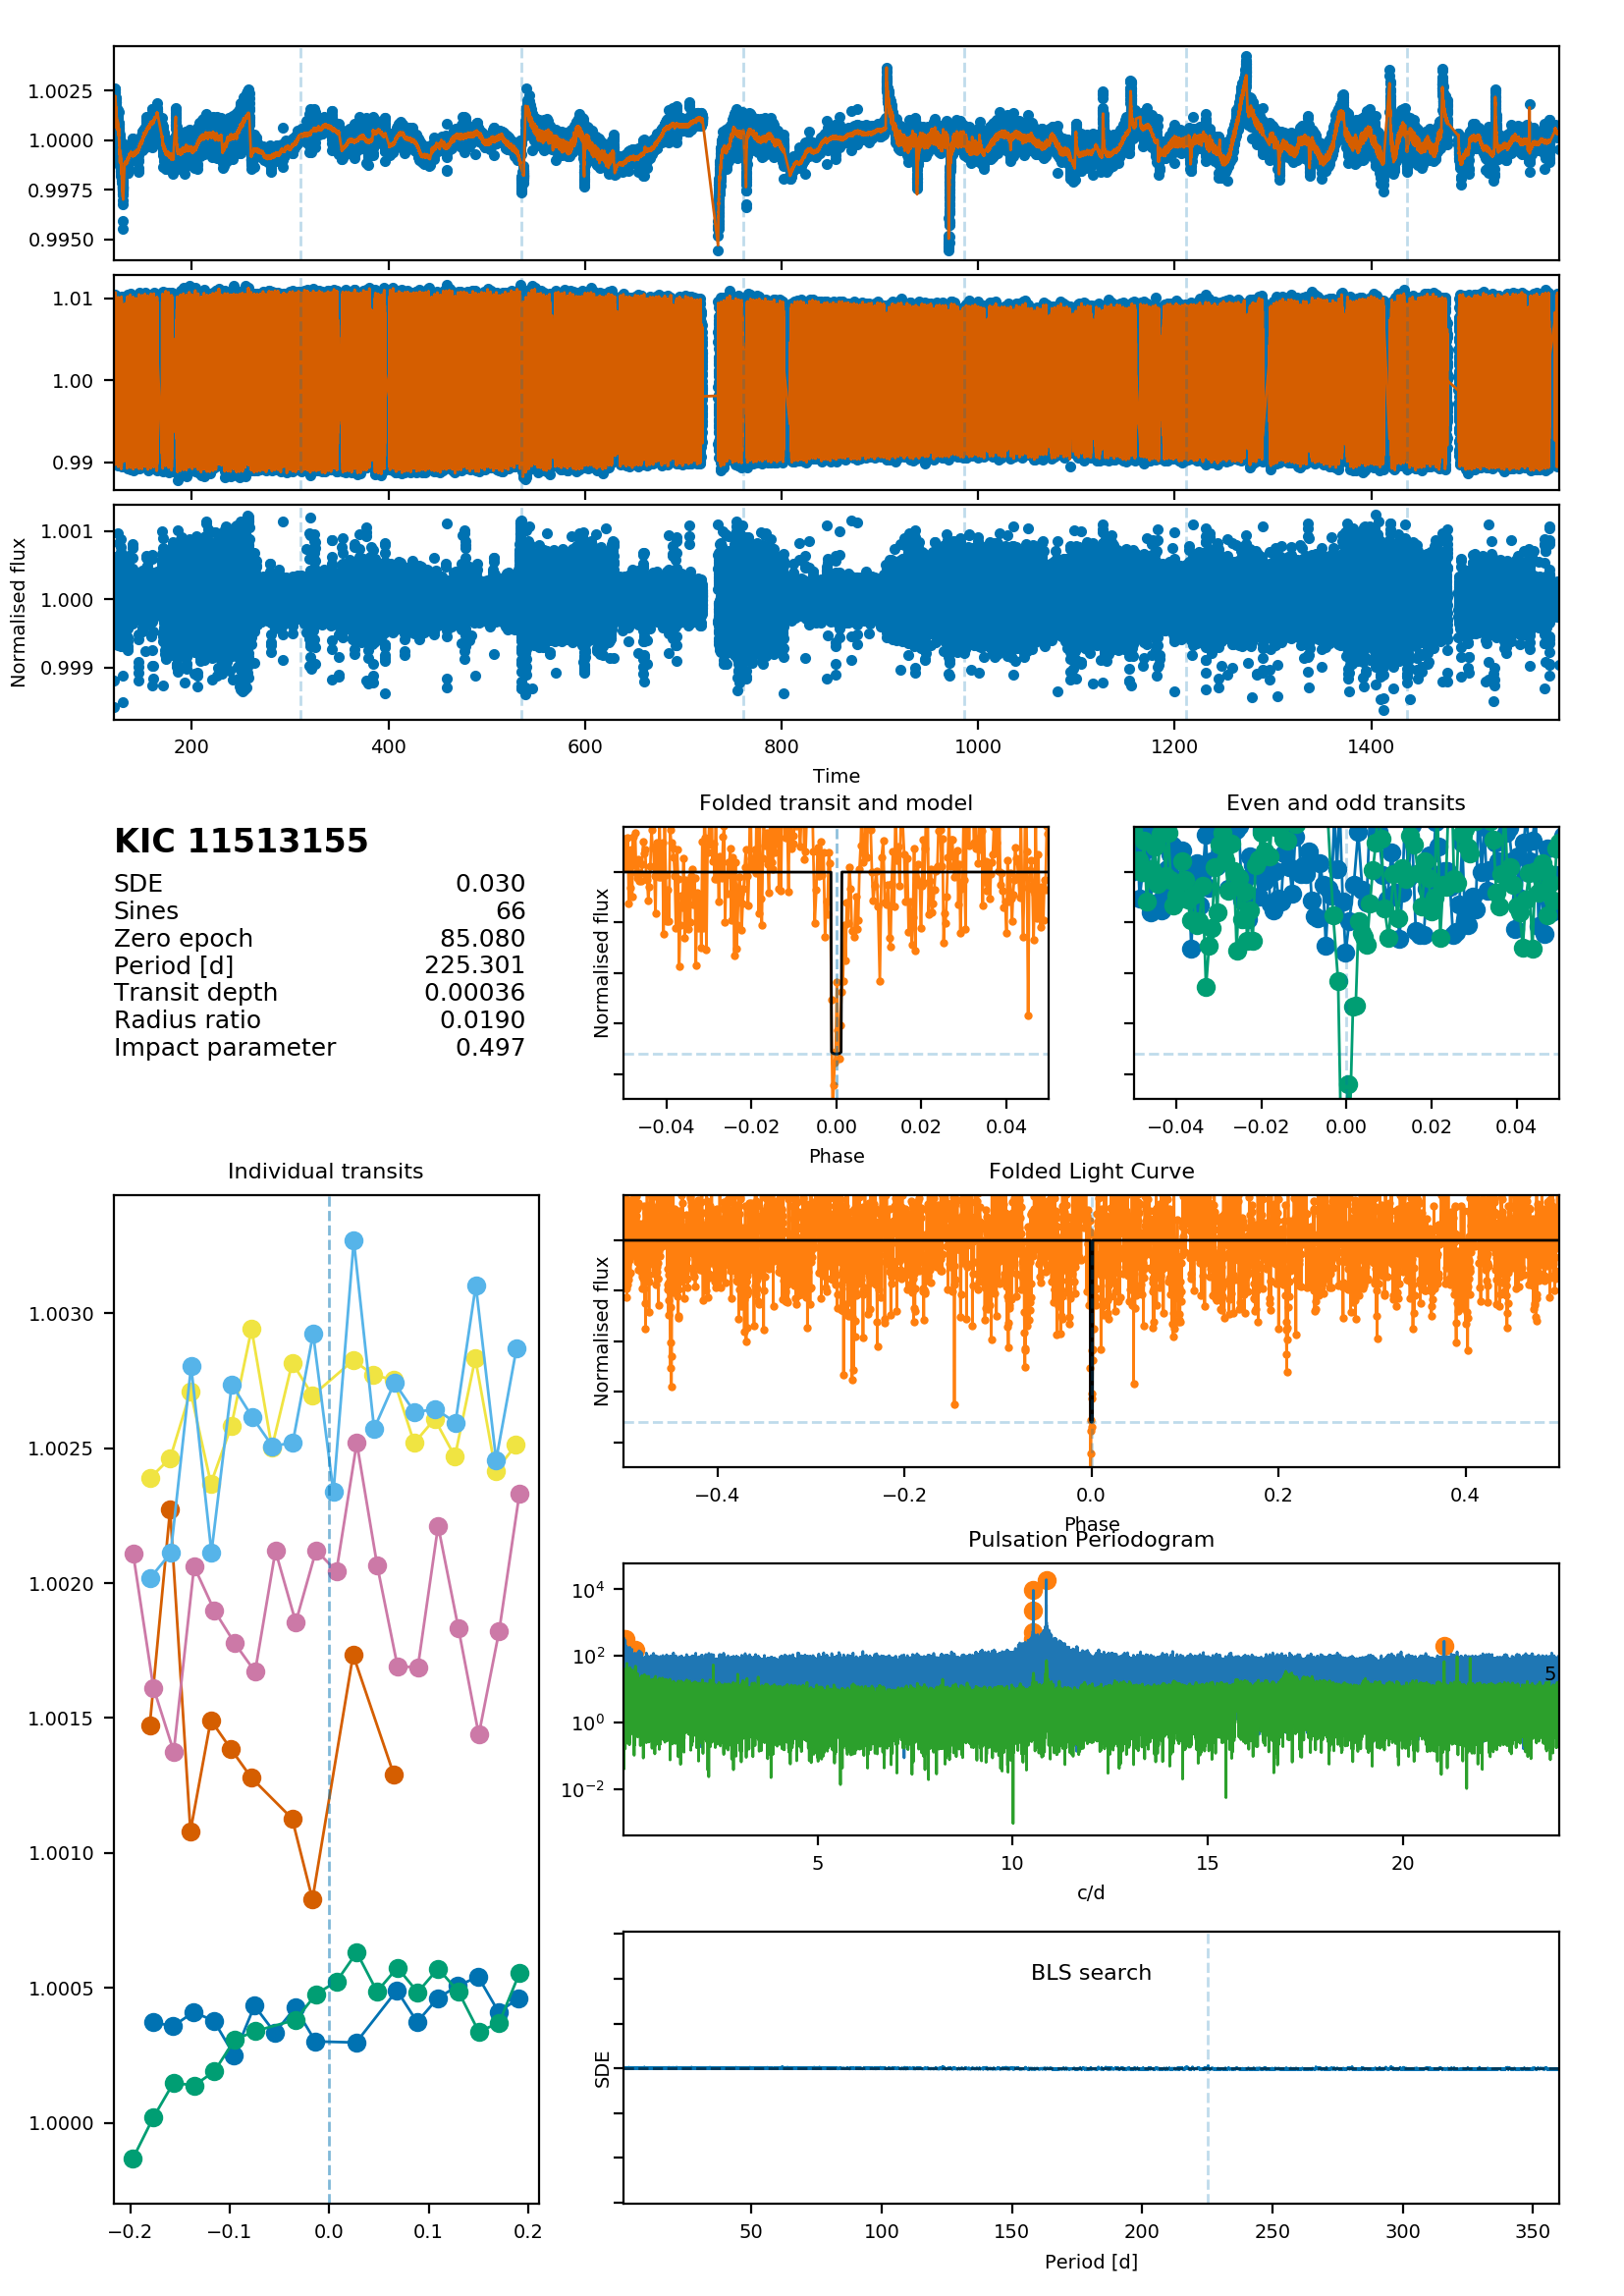 1.0025
1.0000
0.9975
0.9950
1.01
1.00
0.99
1.001
1.000
0.999
Normalised flux
200 400 600 800 1000 1200 1400
Time
KIC 11513155
SDE 0.030
Sines 66
Zero epoch 85.080
Period [d] 225.301
Transit depth 0.00036
Radius ratio 0.0190
Impact parameter 0.497
Folded transit and model
Normalised flux
−0.04 −0.02 0.00 0.02 0.04
Phase
Even and odd transits
−0.04 −0.02 0.00 0.02 0.04
Individual transits
1.0030
1.0025
1.0020
1.0015
1.0010
1.0005
1.0000
−0.2 −0.1 0.0 0.1 0.2
Folded Light Curve
Normalised flux
−0.4 −0.2 0.0 0.2 0.4
Phase
Pulsation Periodogram
10⁴
10²
10⁰
10⁻²
5
5 10 15 20
c/d
BLS search
SDE
50 100 150 200 250 300 350
Period [d]